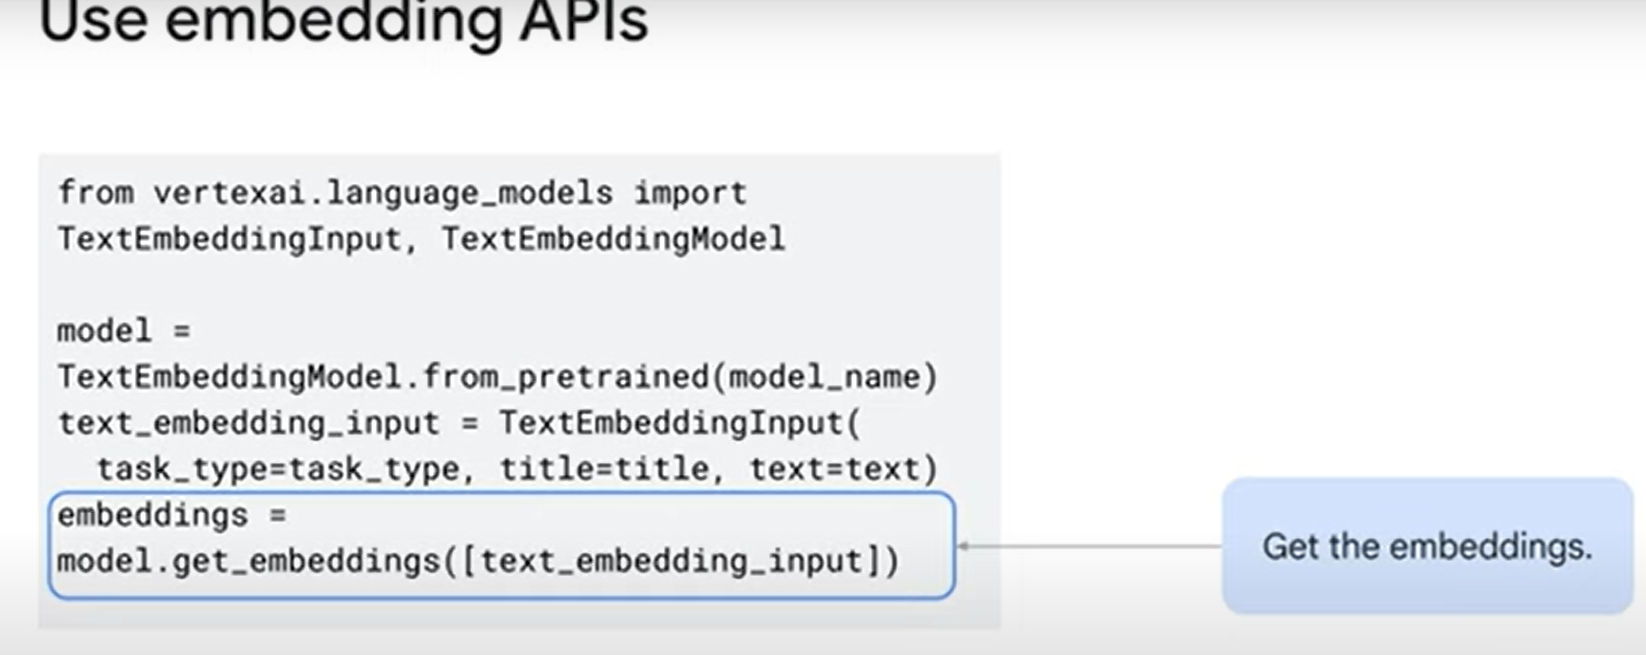 Use embedding APIs
from vertexai.language_models import
TextEmbeddingInput, TextEmbeddingModel
model =
TextEmbeddingModel.from_pretrained(model_name)
text_embedding_input = TextEmbeddingInput(
  task_type=task_type, title=title, text=text)
embeddings =
model.get_embeddings([text_embedding_input])
Get the embeddings.